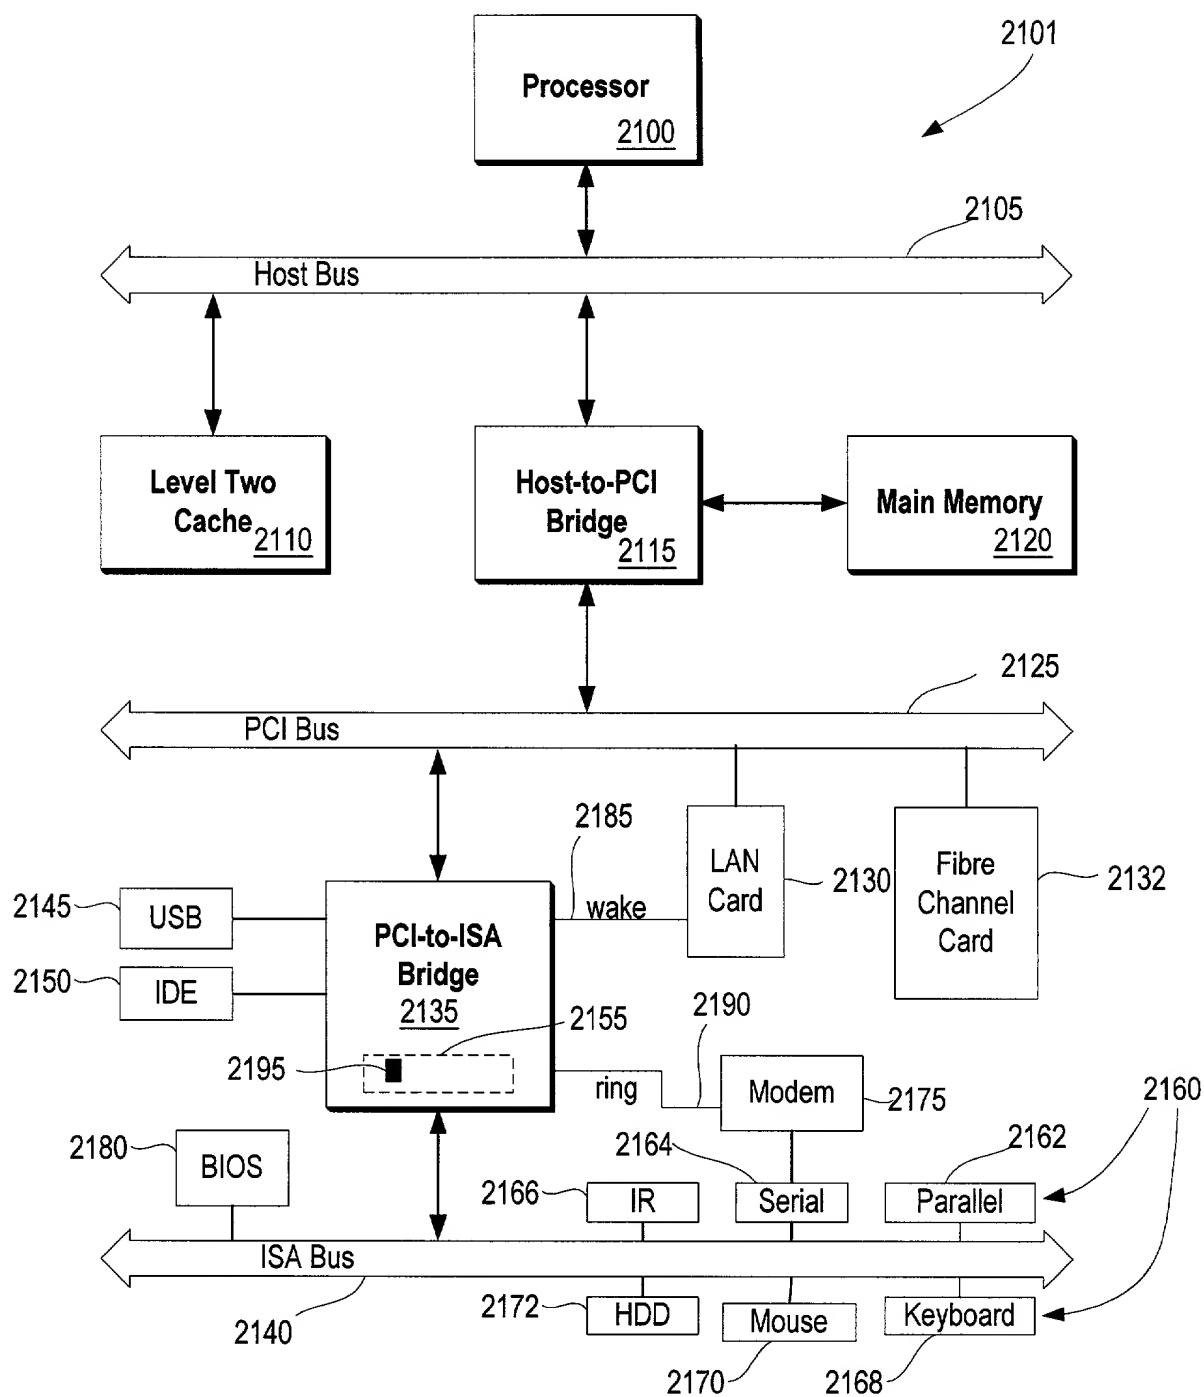 2101
Processor
2100
2105
Host Bus
Level Two
Cache
2110
Host-to-PCI
Bridge
2115
Main Memory
2120
2125
PCI Bus
2185
LAN
Card
2130
Fibre
Channel
Card
2132
2145
USB
wake
PCI-to-ISA
Bridge
2135
2150
IDE
2155
2190
2195
ring
Modem
2175
2160
2180
BIOS
2164
2162
2166
IR
Serial
Parallel
ISA Bus
2140
2172
HDD
Mouse
Keyboard
2170
2168